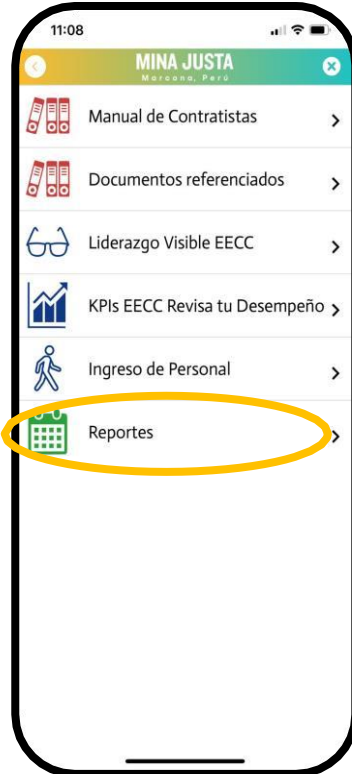 11:08
MINA JUSTA
Marcona, Perú
Manual de Contratistas
Documentos referenciados
Liderazgo Visible EECC
KPIs EECC Revisa tu Desempeño
Ingreso de Personal
Reportes